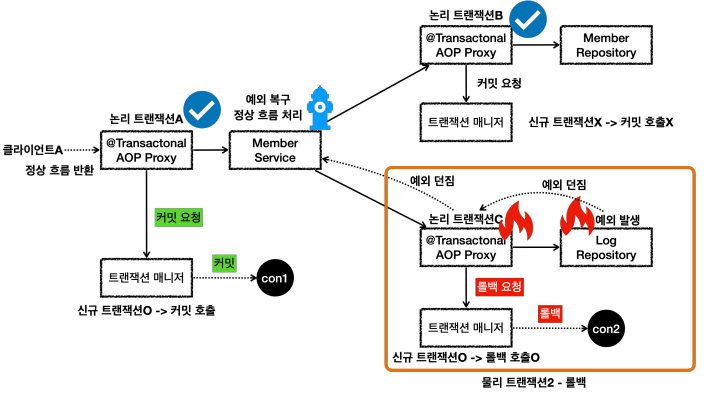 논리 트랜잭션B
@Transactonal
AOP Proxy
Member
Repository
커밋 요청
트랜잭션 매니저
신규 트랜잭션X -> 커밋 호출X
예외 복구
정상 흐름 처리
논리 트랜잭션A
클라이언트A
정상 흐름 반환
@Transactonal
AOP Proxy
Member
Service
커밋 요청
트랜잭션 매니저
커밋
con1
신규 트랜잭션O -> 커밋 호출
예외 던짐
예외 던짐
논리 트랜잭션C
예외 발생
@Transactonal
AOP Proxy
Log
Repository
롤백 요청
트랜잭션 매니저
롤백
con2
신규 트랜잭션O -> 롤백 호출O
물리 트랜잭션2 - 롤백